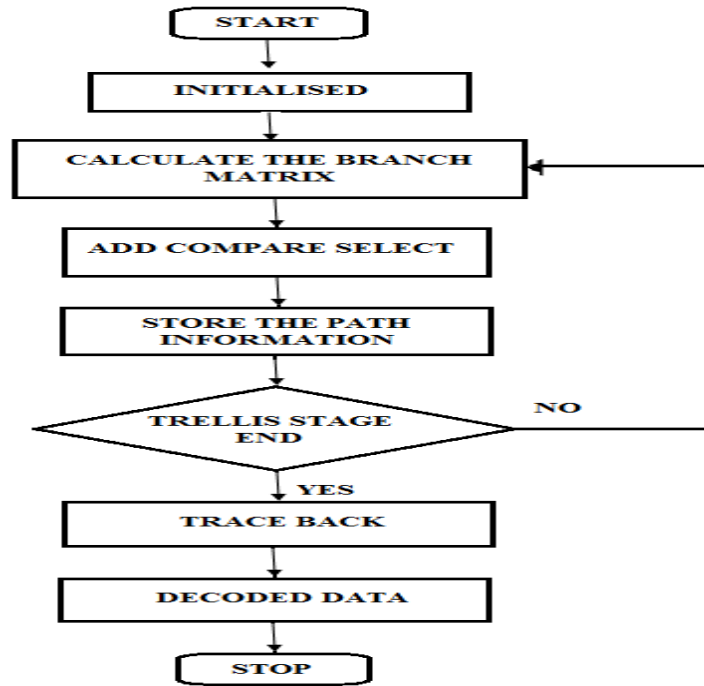 START
INITIALISED
CALCULATE THE BRANCH
MATRIX
ADD COMPARE SELECT
STORE THE PATH
INFORMATION
TRELLIS STAGE
END
NO
YES
TRACE BACK
DECODED DATA
STOP